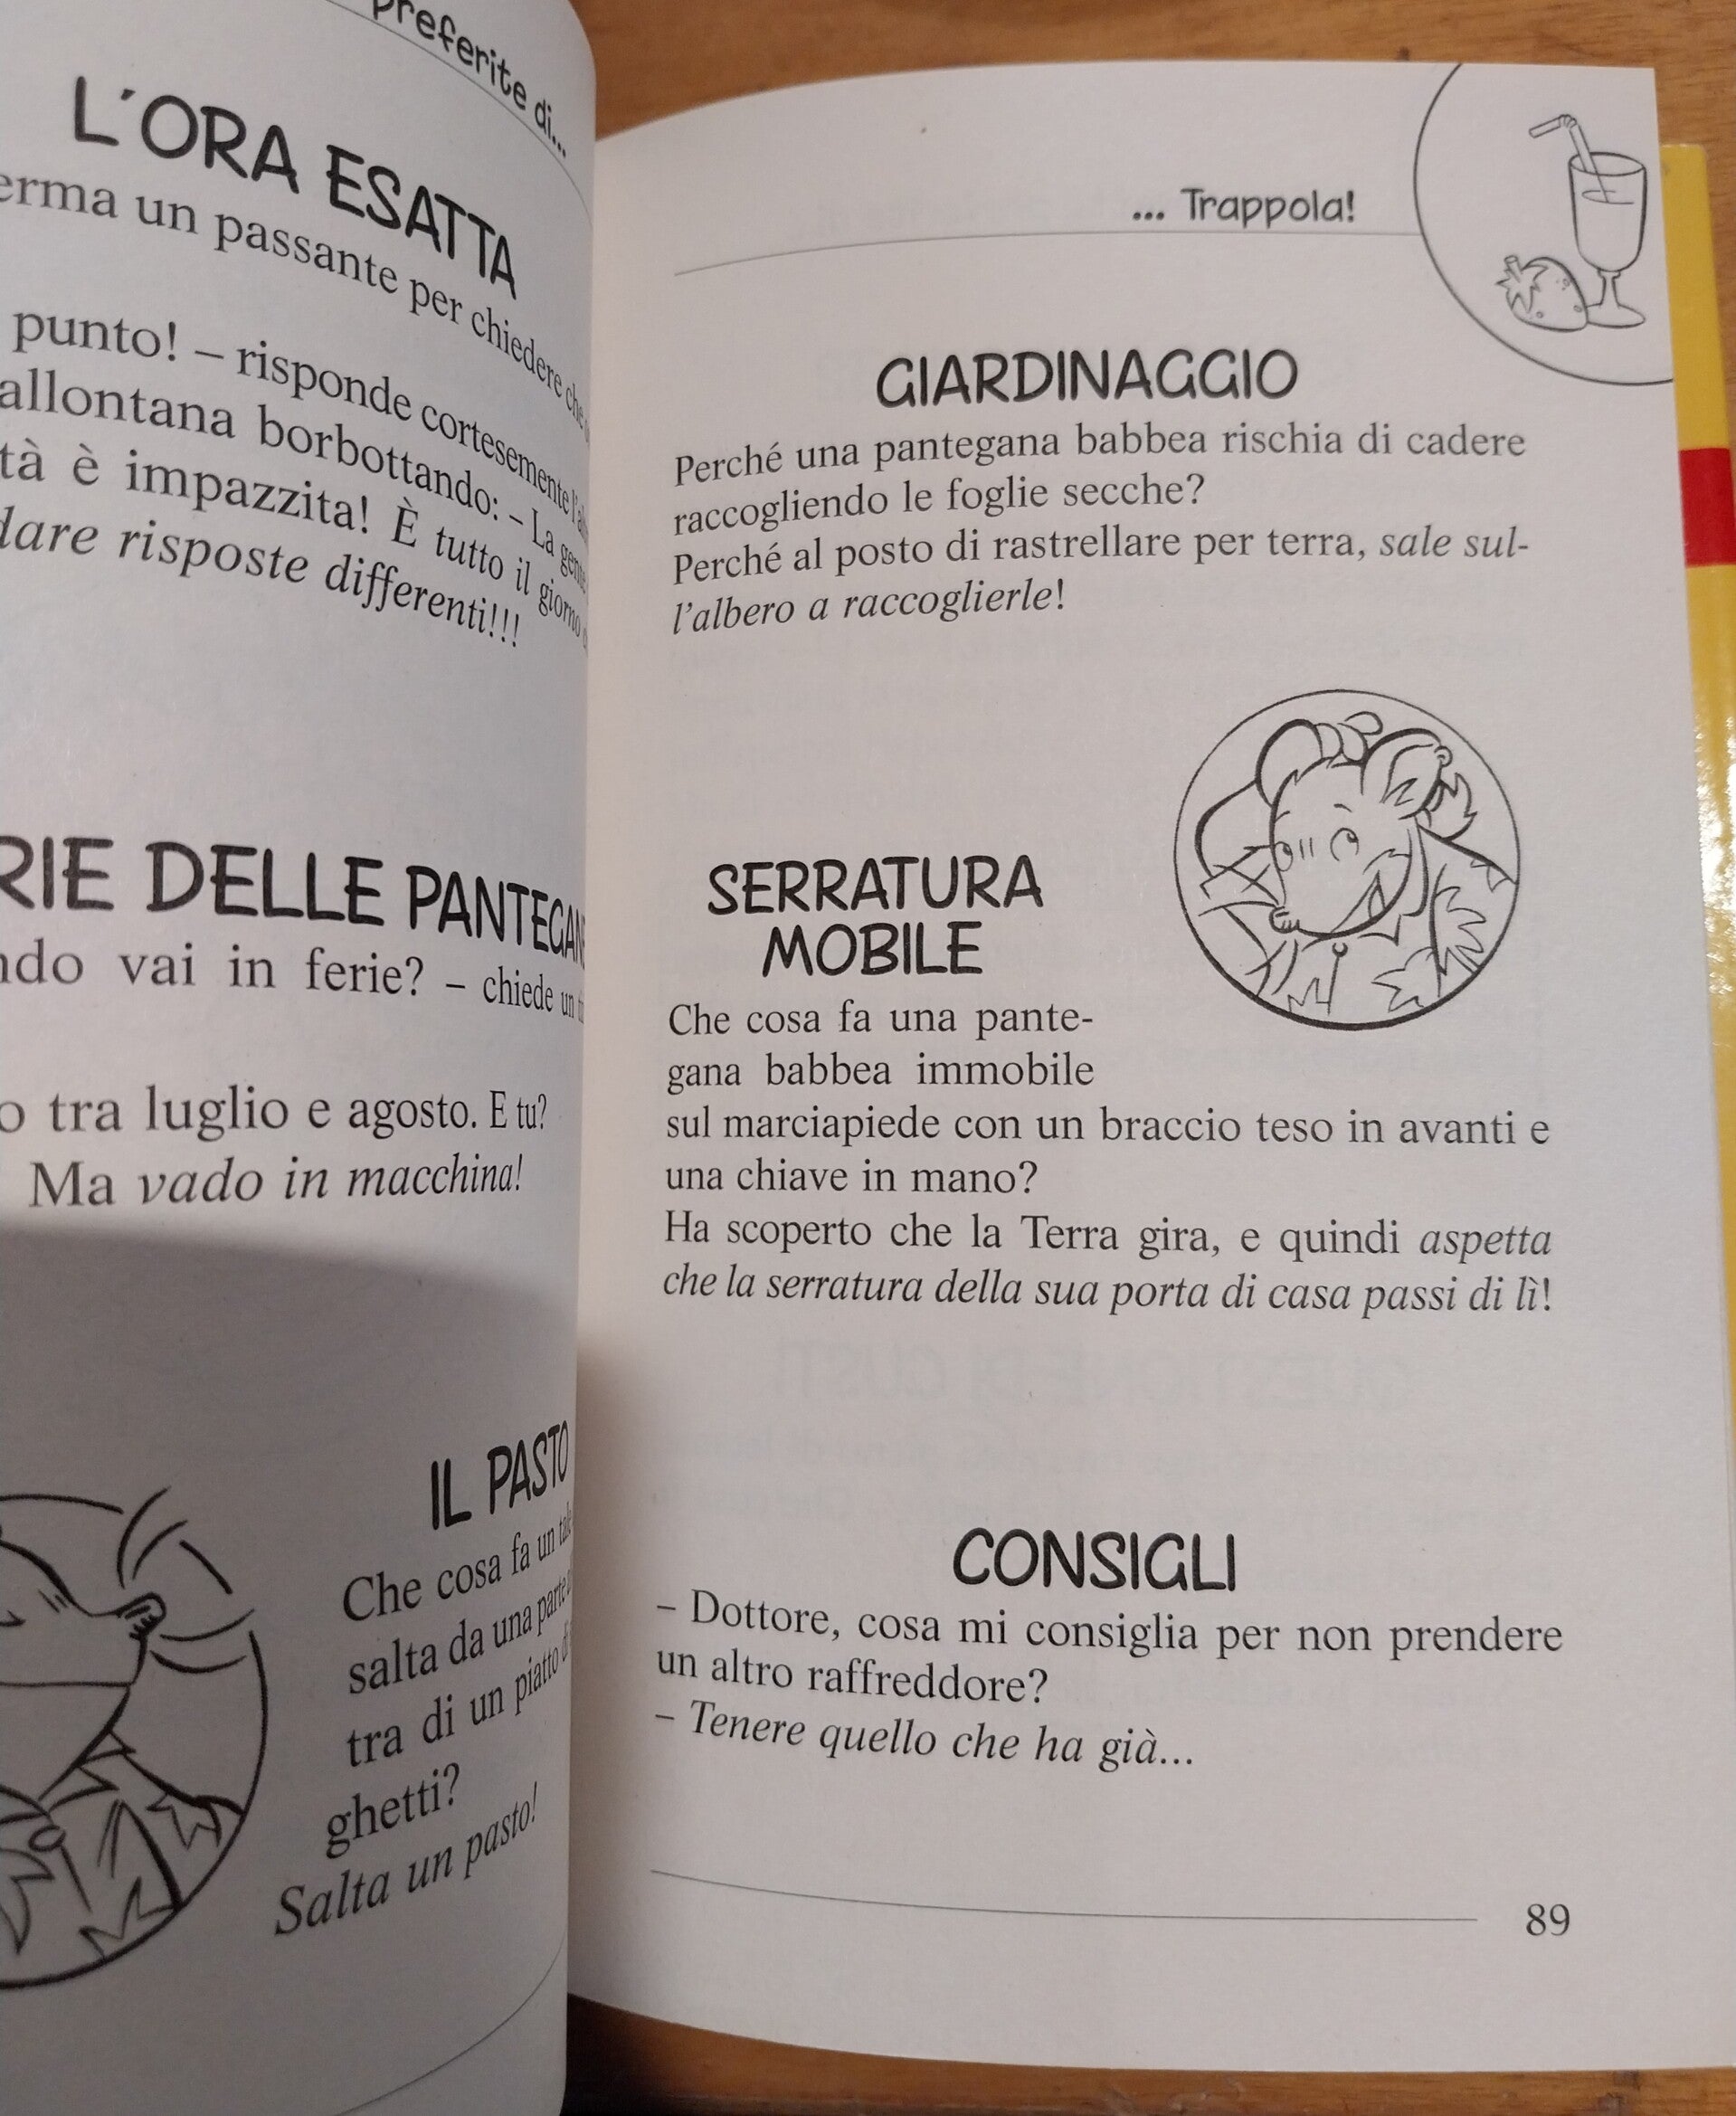 preferite di...
L'ORA ESATTA
un passante per chiedere
punto! – risponde cortesemente
allontana borbottando: – La
è impazzita! È tutto il giorno
dare risposte differenti!!!
DELLE
vai in ferie? – chiede un
tra luglio e agosto. E tu?
Ma vado in macchina!
IL PASTO
Che cosa fa un
salta da una parte
tra di un piatto
ghetti?
Salta un pasto!
... Trappola!
GIARDINAGGIO
Perché una pantegana babbea rischia di cadere
raccogliendo le foglie secche?
Perché al posto di rastrellare per terra, sale sul-
l'albero a raccoglierle!
SERRATURA
MOBILE
Che cosa fa una pante-
gana babbea immobile
sul marciapiede con un braccio teso in avanti e
una chiave in mano?
Ha scoperto che la Terra gira, e quindi aspetta
che la serratura della sua porta di casa passi di lì!
CONSIGLI
– Dottore, cosa mi consiglia per non prendere
un altro raffreddore?
– Tenere quello che ha già...
89